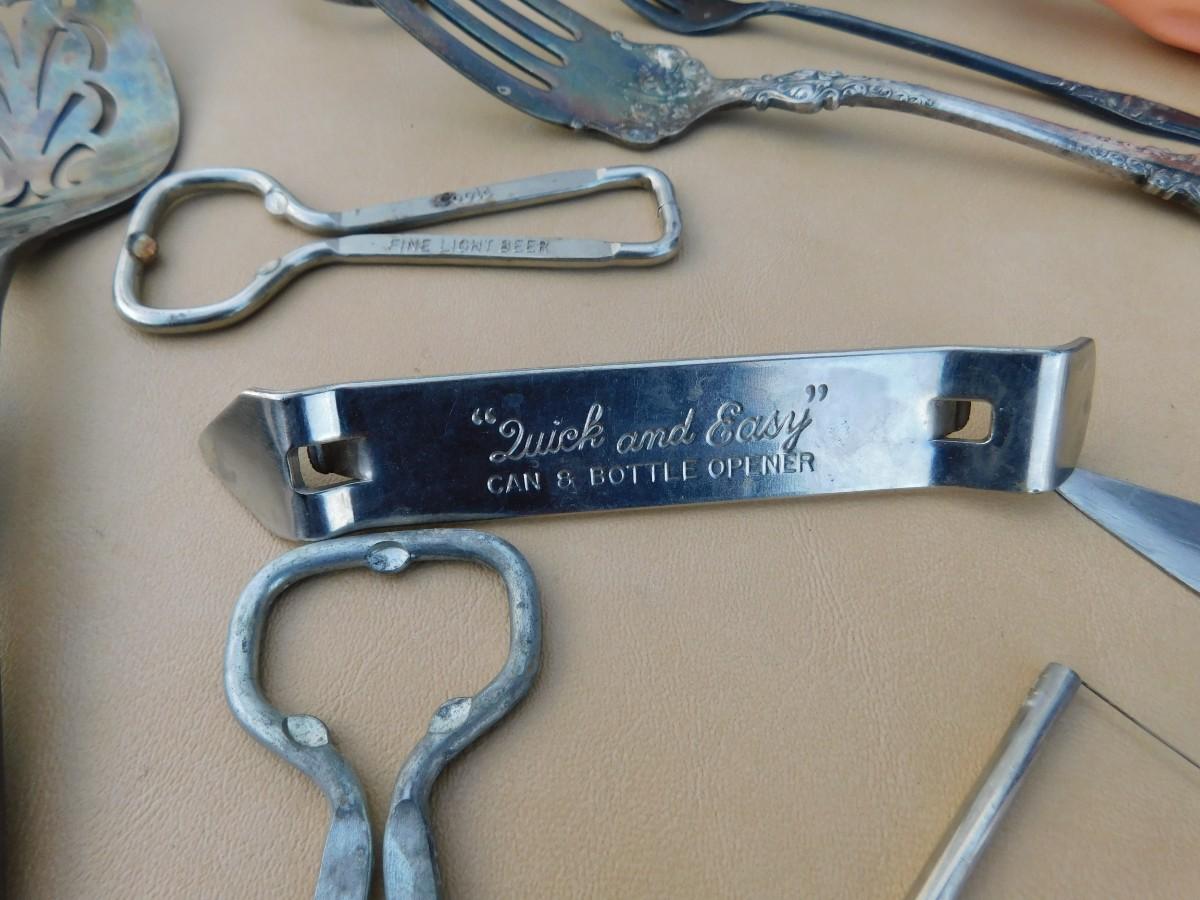 FINE LIGHT BEER
"Quick and Easy"
CAN & BOTTLE OPENER